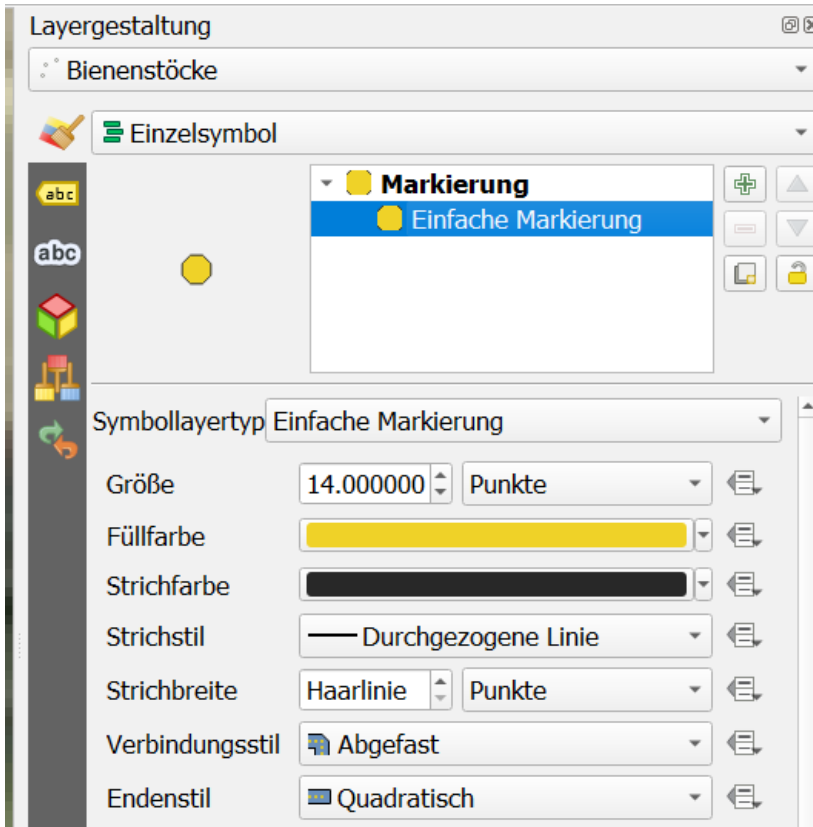 Layergestaltung
Bienenstöcke
Einzelsymbol
abc
abc
Markierung
Einfache Markierung
Symbollayertyp Einfache Markierung
Größe 14.000000 Punkte
Füllfarbe
Strichfarbe
Strichstil Durchgezogene Linie
Strichbreite Haarlinie Punkte
Verbindungsstil Abgefast
Endenstil Quadratisch